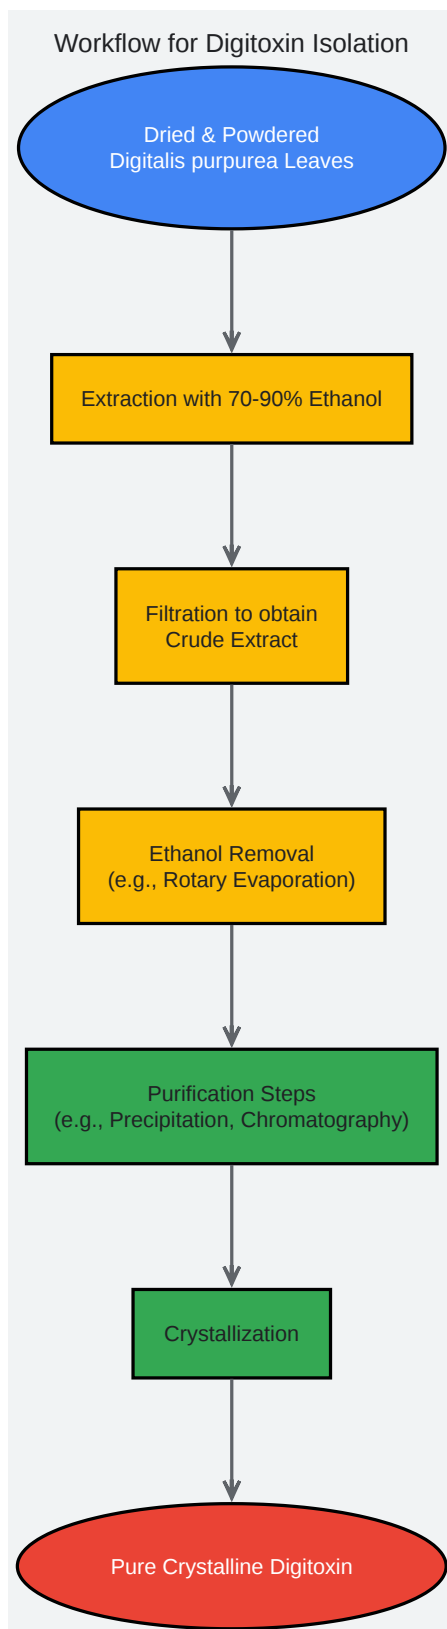 Workflow for Digitoxin Isolation
Dried & Powdered
Digitalis purpurea Leaves
Extraction with 70-90% Ethanol
Filtration to obtain
Crude Extract
Ethanol Removal
(e.g., Rotary Evaporation)
Purification Steps
(e.g., Precipitation, Chromatography)
Crystallization
Pure Crystalline Digitoxin